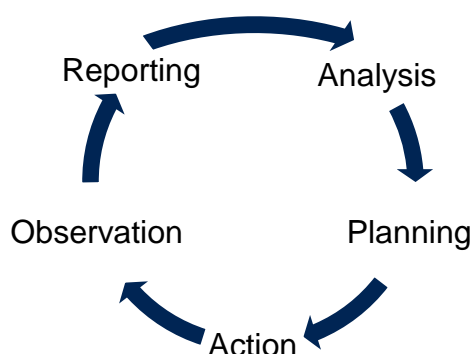 Reporting
Analysis
Observation
Planning
Action